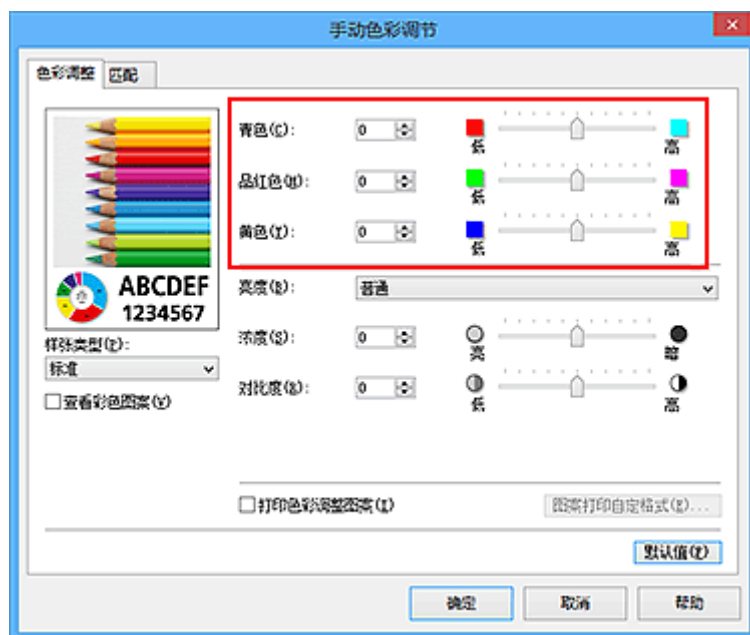 手动色彩调节
色彩调整 匹配
青色(C): 0 低 高
品红色(M): 0 低 高
黄色(Y): 0 低 高
ABCDEF
1234567
亮度(B): 普通
样张类型(P):
标准
浓度(S): 0 亮 暗
查看彩色图案(Y)
对比度(R): 0 低 高
打印色彩调整图案(I) 图案打印自定格式(E)...
默认值(F)
确定 取消 帮助